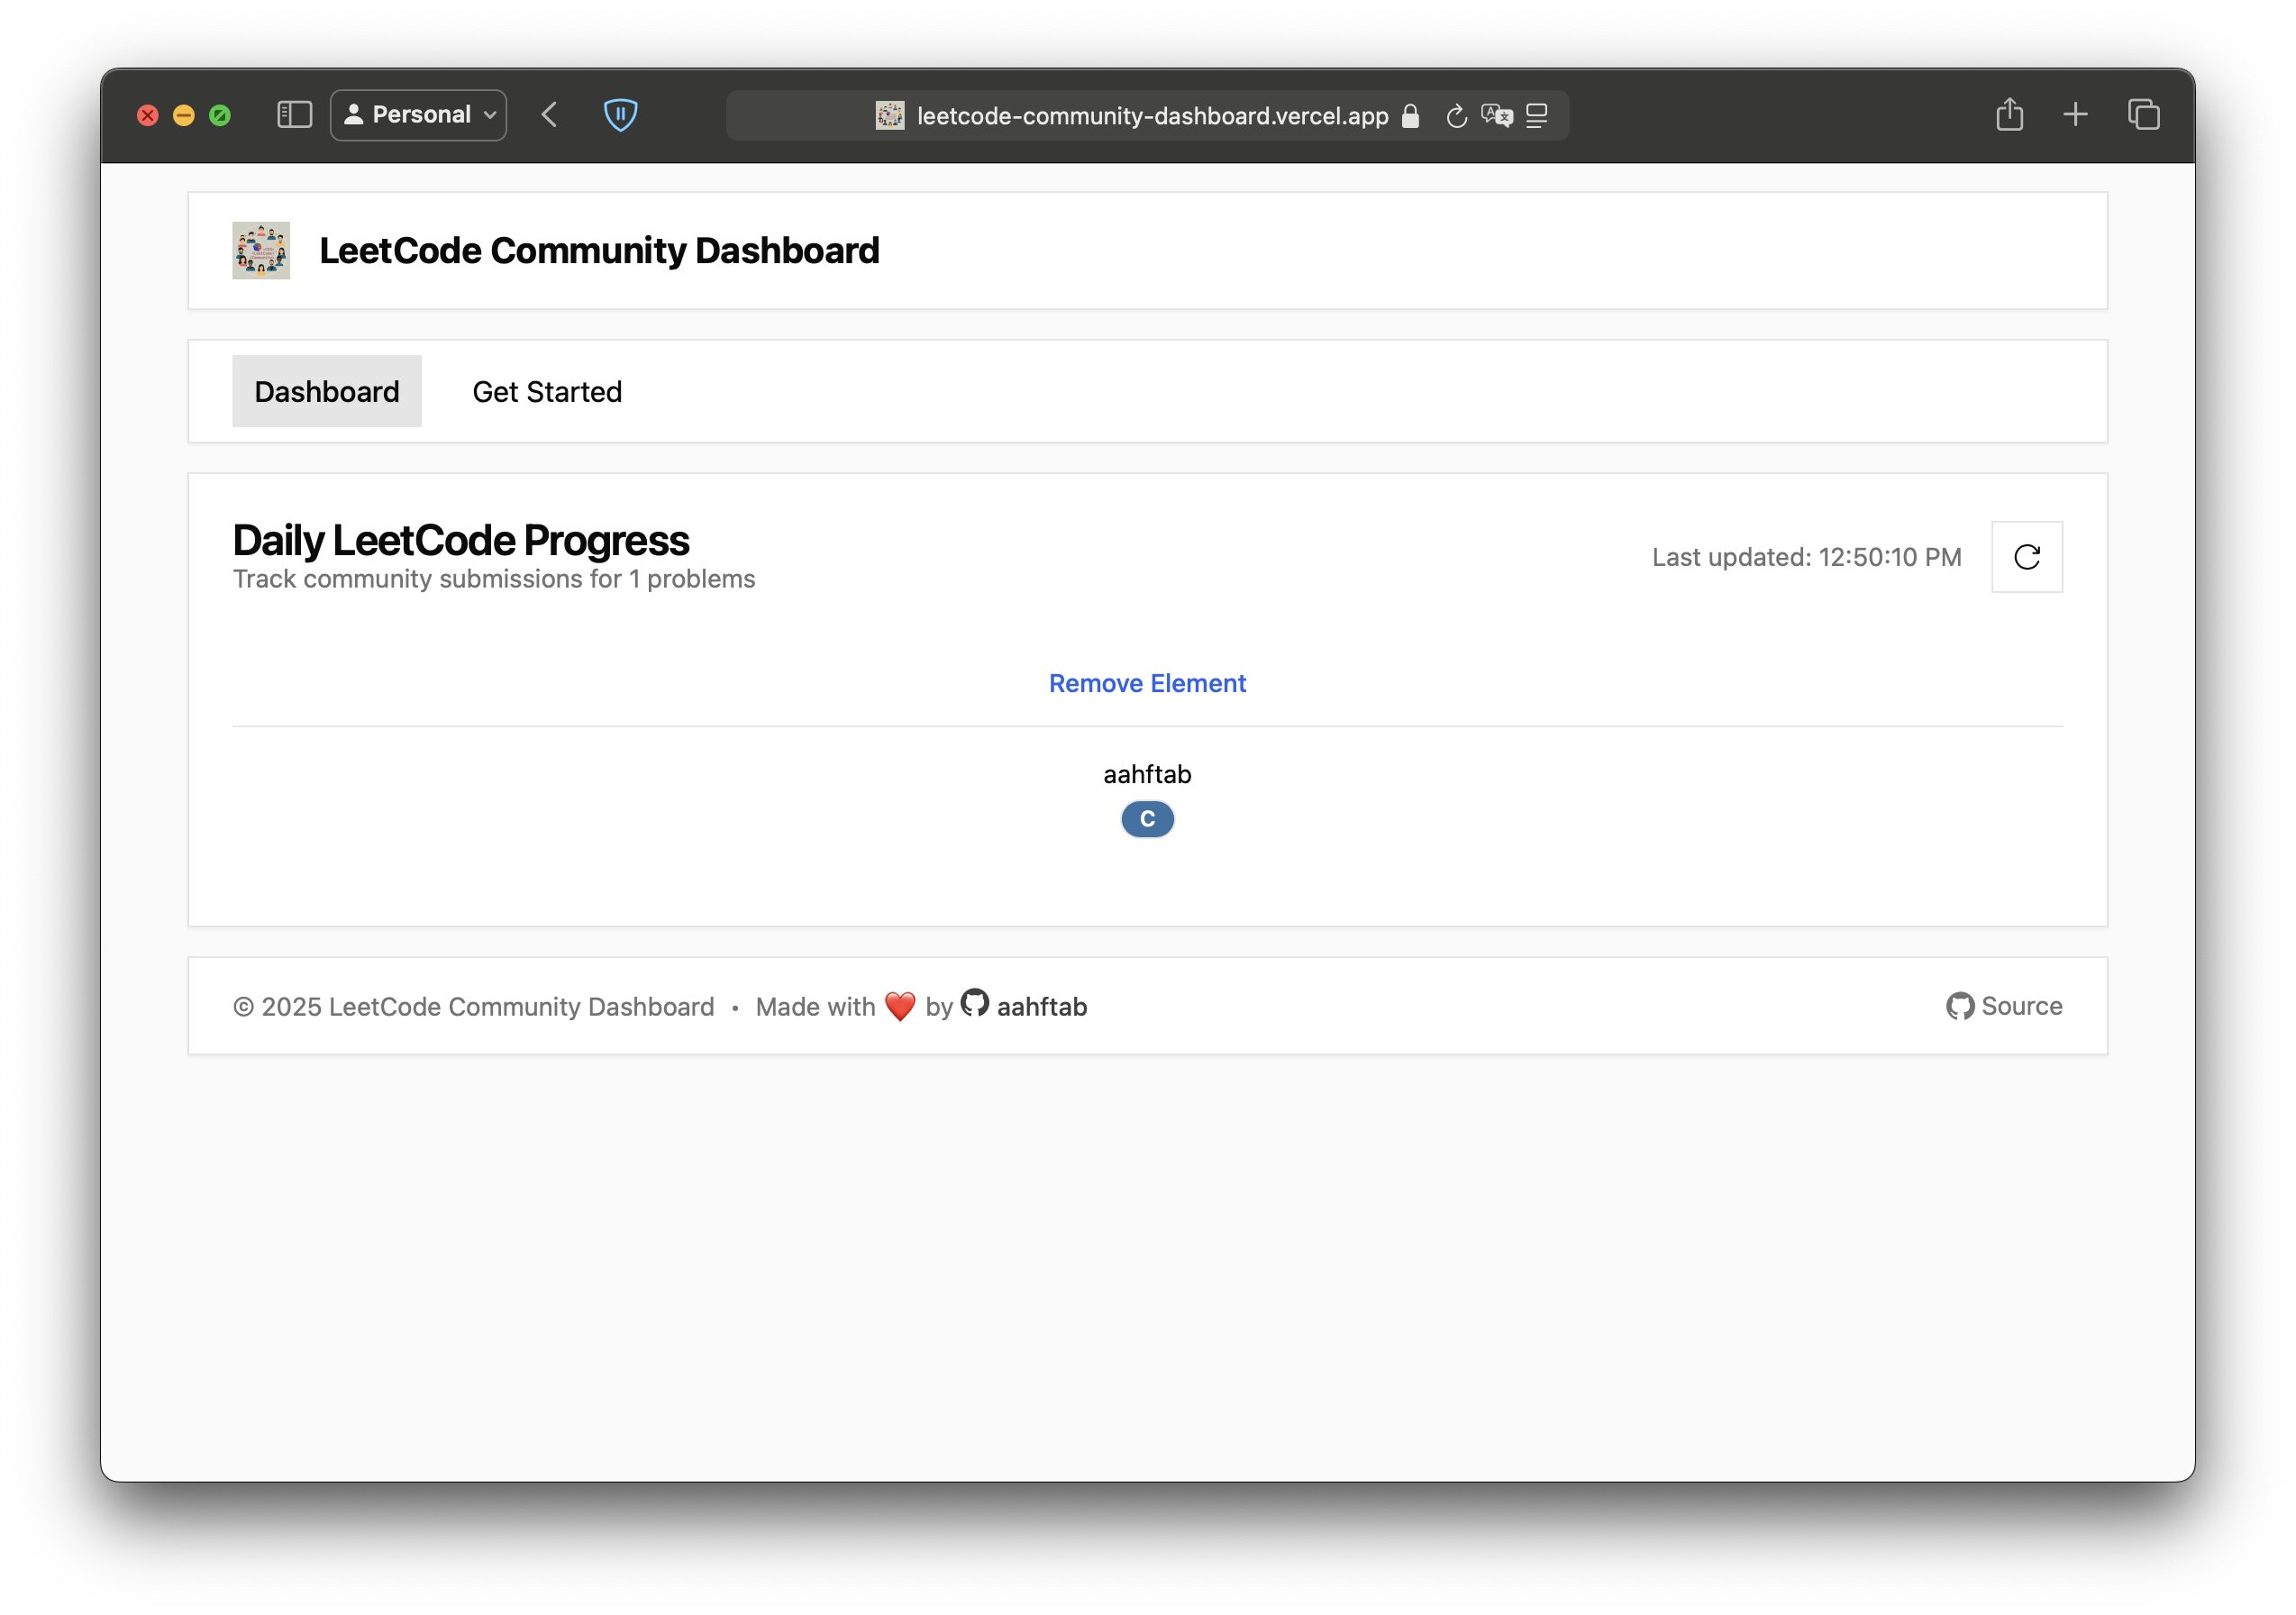 Personal
leetcode-community-dashboard.vercel.app
LeetCode Community Dashboard
Dashboard Get Started
Daily LeetCode Progress
Track community submissions for 1 problems
Last updated: 12:50:10 PM
Remove Element
aahftab
C
© 2025 LeetCode Community Dashboard • Made with ❤️ by aahftab
Source